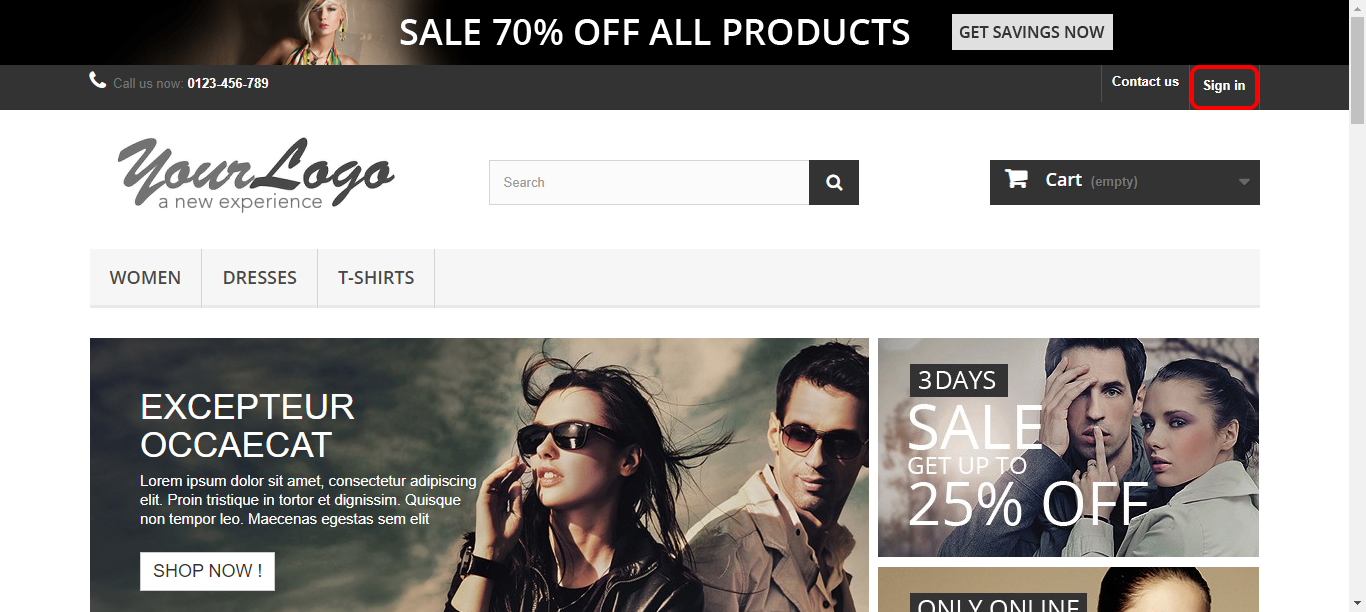 SALE 70% OFF ALL PRODUCTS
GET SAVINGS NOW
Call us now: 0123-456-789
Contact us
Sign in
YourLogo
a new experience
Search
Cart (empty)
WOMEN
DRESSES
T-SHIRTS
EXCEPTEUR
OCCAECAT
Lorem ipsum dolor sit amet, consectetur adipiscing
elit. Proin tristique in tortor et dignissim. Quisque
non tempor leo. Maecenas egestas sem elit
SHOP NOW !
3DAYS
SALE
GET UP TO
25% OFF
ONLY ONLINE